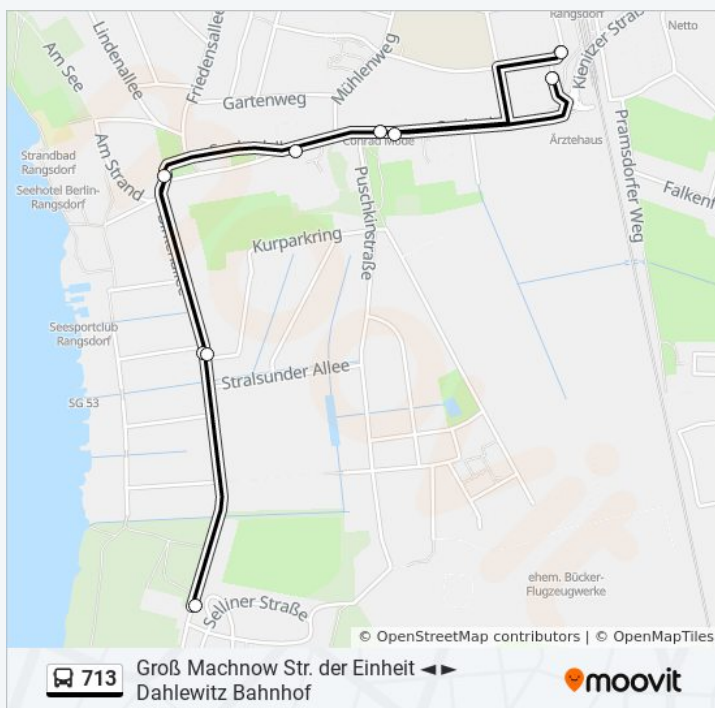 Rangsdorf
Netto
Am See
Lindenallee
Friedensallee
Mühlenweg
Kienitzer Straß
Gartenweg
Conrad Mode
Ärztehaus
Strandbad
Rangsdorf
Am Strand
Seehotel Berlin-
Rangsdorf
Puschkinstraße
Pramsdorfer Weg
Falkenh
Kurparkring
Seesportclub
Rangsdorf
Stralsunder Allee
SG 53
ehem. Bücker-
Flugzeugwerke
Selliner Straße
© OpenStreetMap contributors | © OpenMapTiles
713
Groß Machnow Str. der Einheit ◄►
Dahlewitz Bahnhof
moovit